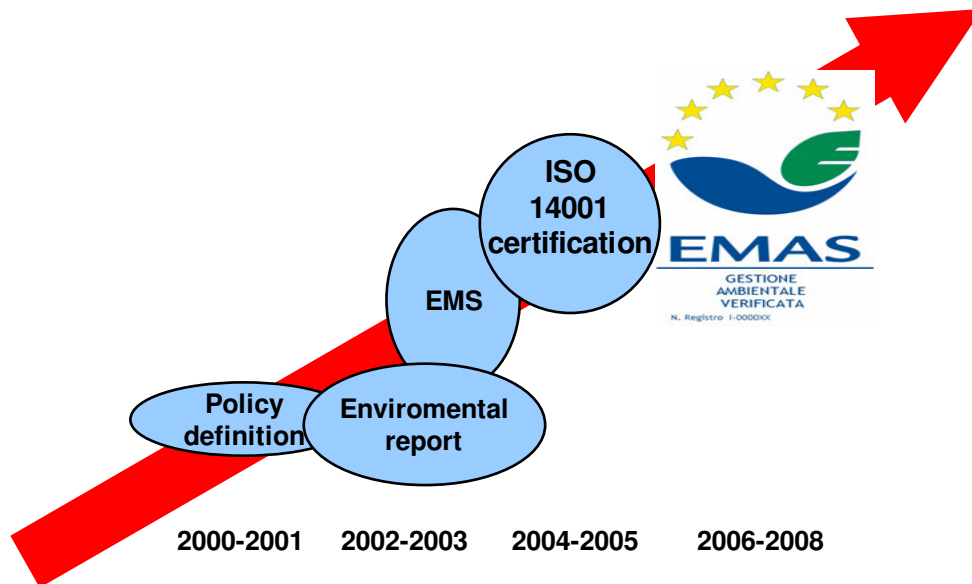 ISO
14001
certification
EMAS
GESTIONE
AMBIENTALE
VERIFICATA
N. Registro I-0000XX
EMS
Policy
definition
Enviromental
report
2000-2001 2002-2003 2004-2005 2006-2008